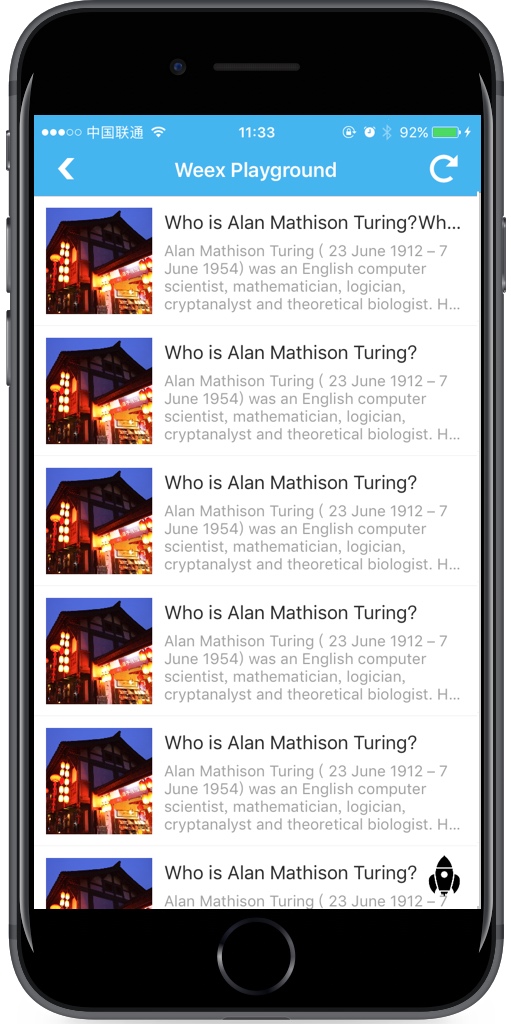 中国联通 11:33 92%
Weex Playground
Who is Alan Mathison Turing?Wh...
Alan Mathison Turing ( 23 June 1912 – 7
June 1954) was an English computer
scientist, mathematician, logician,
cryptanalyst and theoretical biologist. H...
Who is Alan Mathison Turing?
Alan Mathison Turing ( 23 June 1912 – 7
June 1954) was an English computer
scientist, mathematician, logician,
cryptanalyst and theoretical biologist. H...
Who is Alan Mathison Turing?
Alan Mathison Turing ( 23 June 1912 – 7
June 1954) was an English computer
scientist, mathematician, logician,
cryptanalyst and theoretical biologist. H...
Who is Alan Mathison Turing?
Alan Mathison Turing ( 23 June 1912 – 7
June 1954) was an English computer
scientist, mathematician, logician,
cryptanalyst and theoretical biologist. H...
Who is Alan Mathison Turing?
Alan Mathison Turing ( 23 June 1912 – 7
June 1954) was an English computer
scientist, mathematician, logician,
cryptanalyst and theoretical biologist. H...
Who is Alan Mathison Turing?
Alan Mathison Turing ( 23 June 1912 – 7